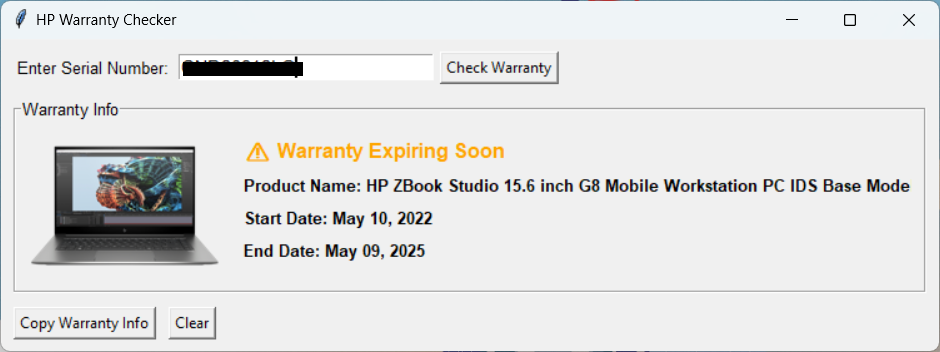 HP Warranty Checker
Enter Serial Number:
Check Warranty
Warranty Info
Warranty Expiring Soon
Product Name: HP ZBook Studio 15.6 inch G8 Mobile Workstation PC IDS Base Mode
Start Date: May 10, 2022
End Date: May 09, 2025
Copy Warranty Info
Clear